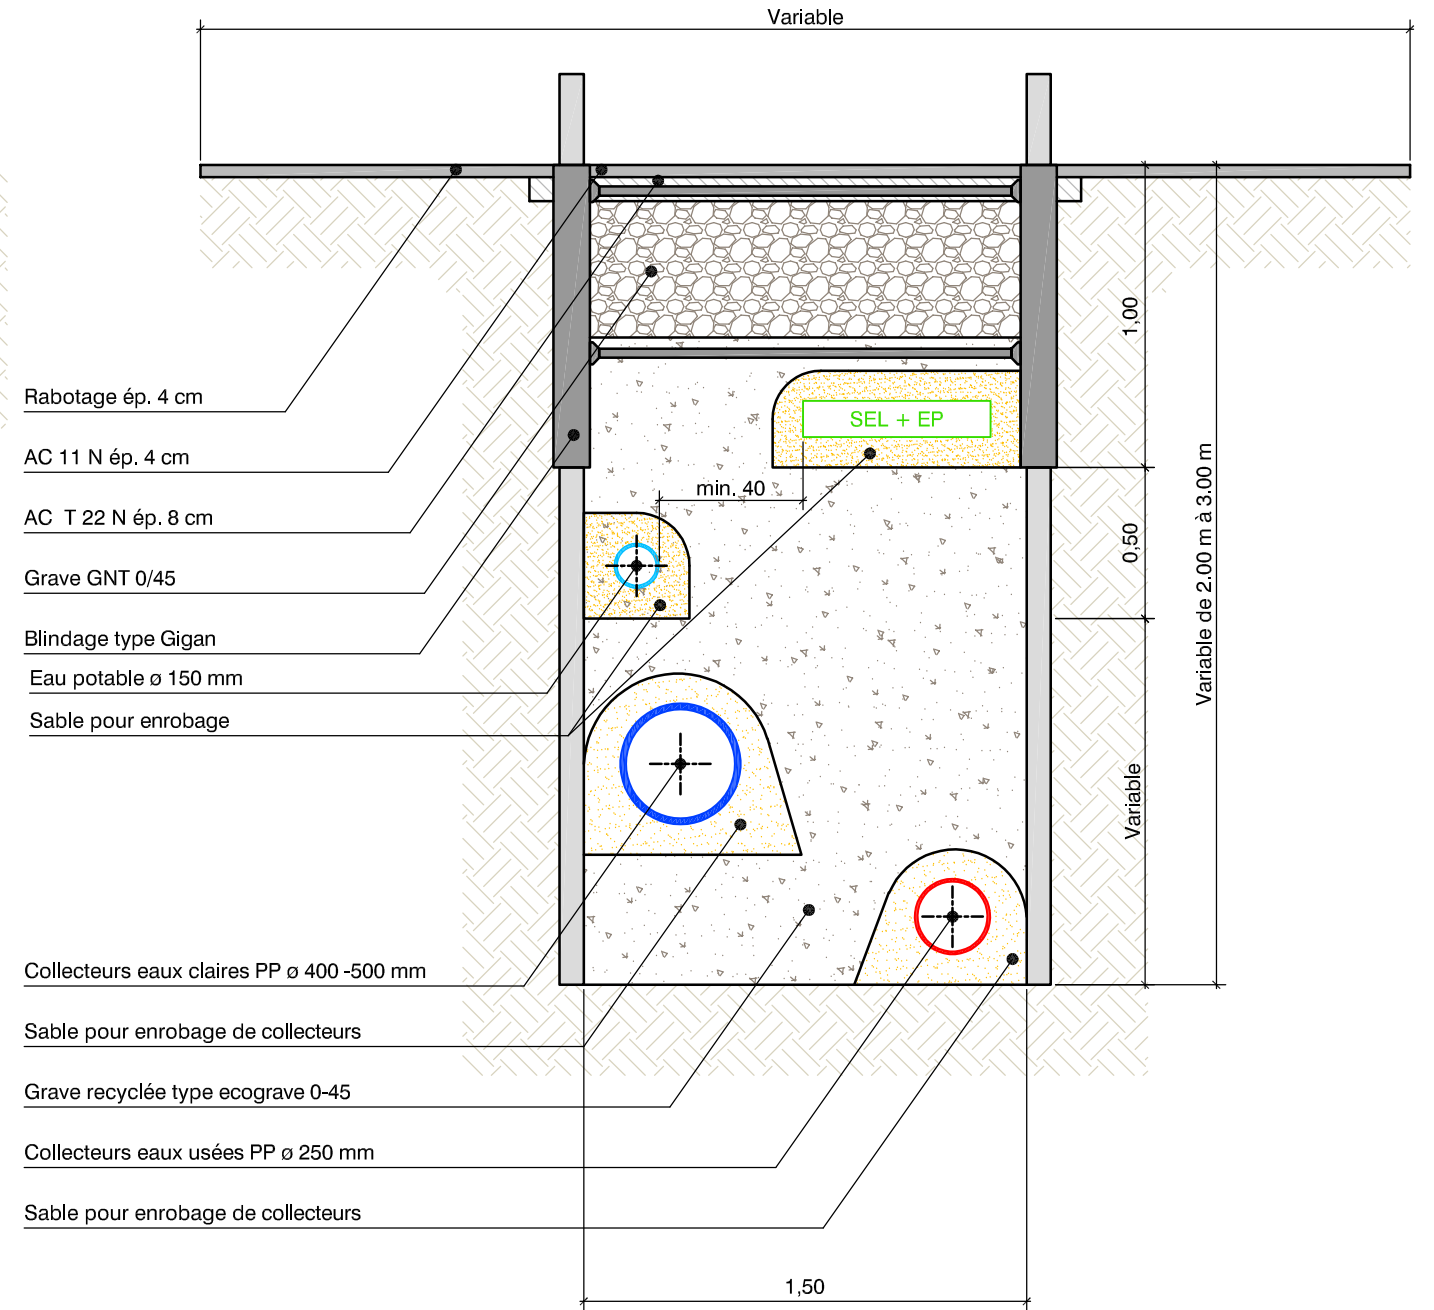 Variable
Rabotage ép. 4 cm
AC 11 N ép. 4 cm
AC T 22 N ép. 8 cm
Grave GNT 0/45
Blindage type Gigan
Eau potable ø 150 mm
Sable pour enrobage
SEL + EP
min. 40
1,00
0,50
Variable
Variable de 2.00 m à 3.00 m
Collecteurs eaux claires PP ø 400 -500 mm
Sable pour enrobage de collecteurs
Grave recyclée type ecograve 0-45
Collecteurs eaux usées PP ø 250 mm
Sable pour enrobage de collecteurs
1,50